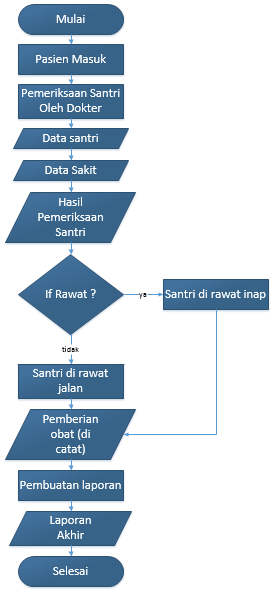 Mulai
Pasien Masuk
Pemeriksaan Santri
Oleh Dokter
Data santri
Data Sakit
Hasil
Pemeriksaan
Santri
If Rawat ?
ya
Santri di rawat inap
tidak
Santri di rawat
jalan
Pemberian
obat (di
catat)
Pembuatan laporan
Laporan
Akhir
Selesai